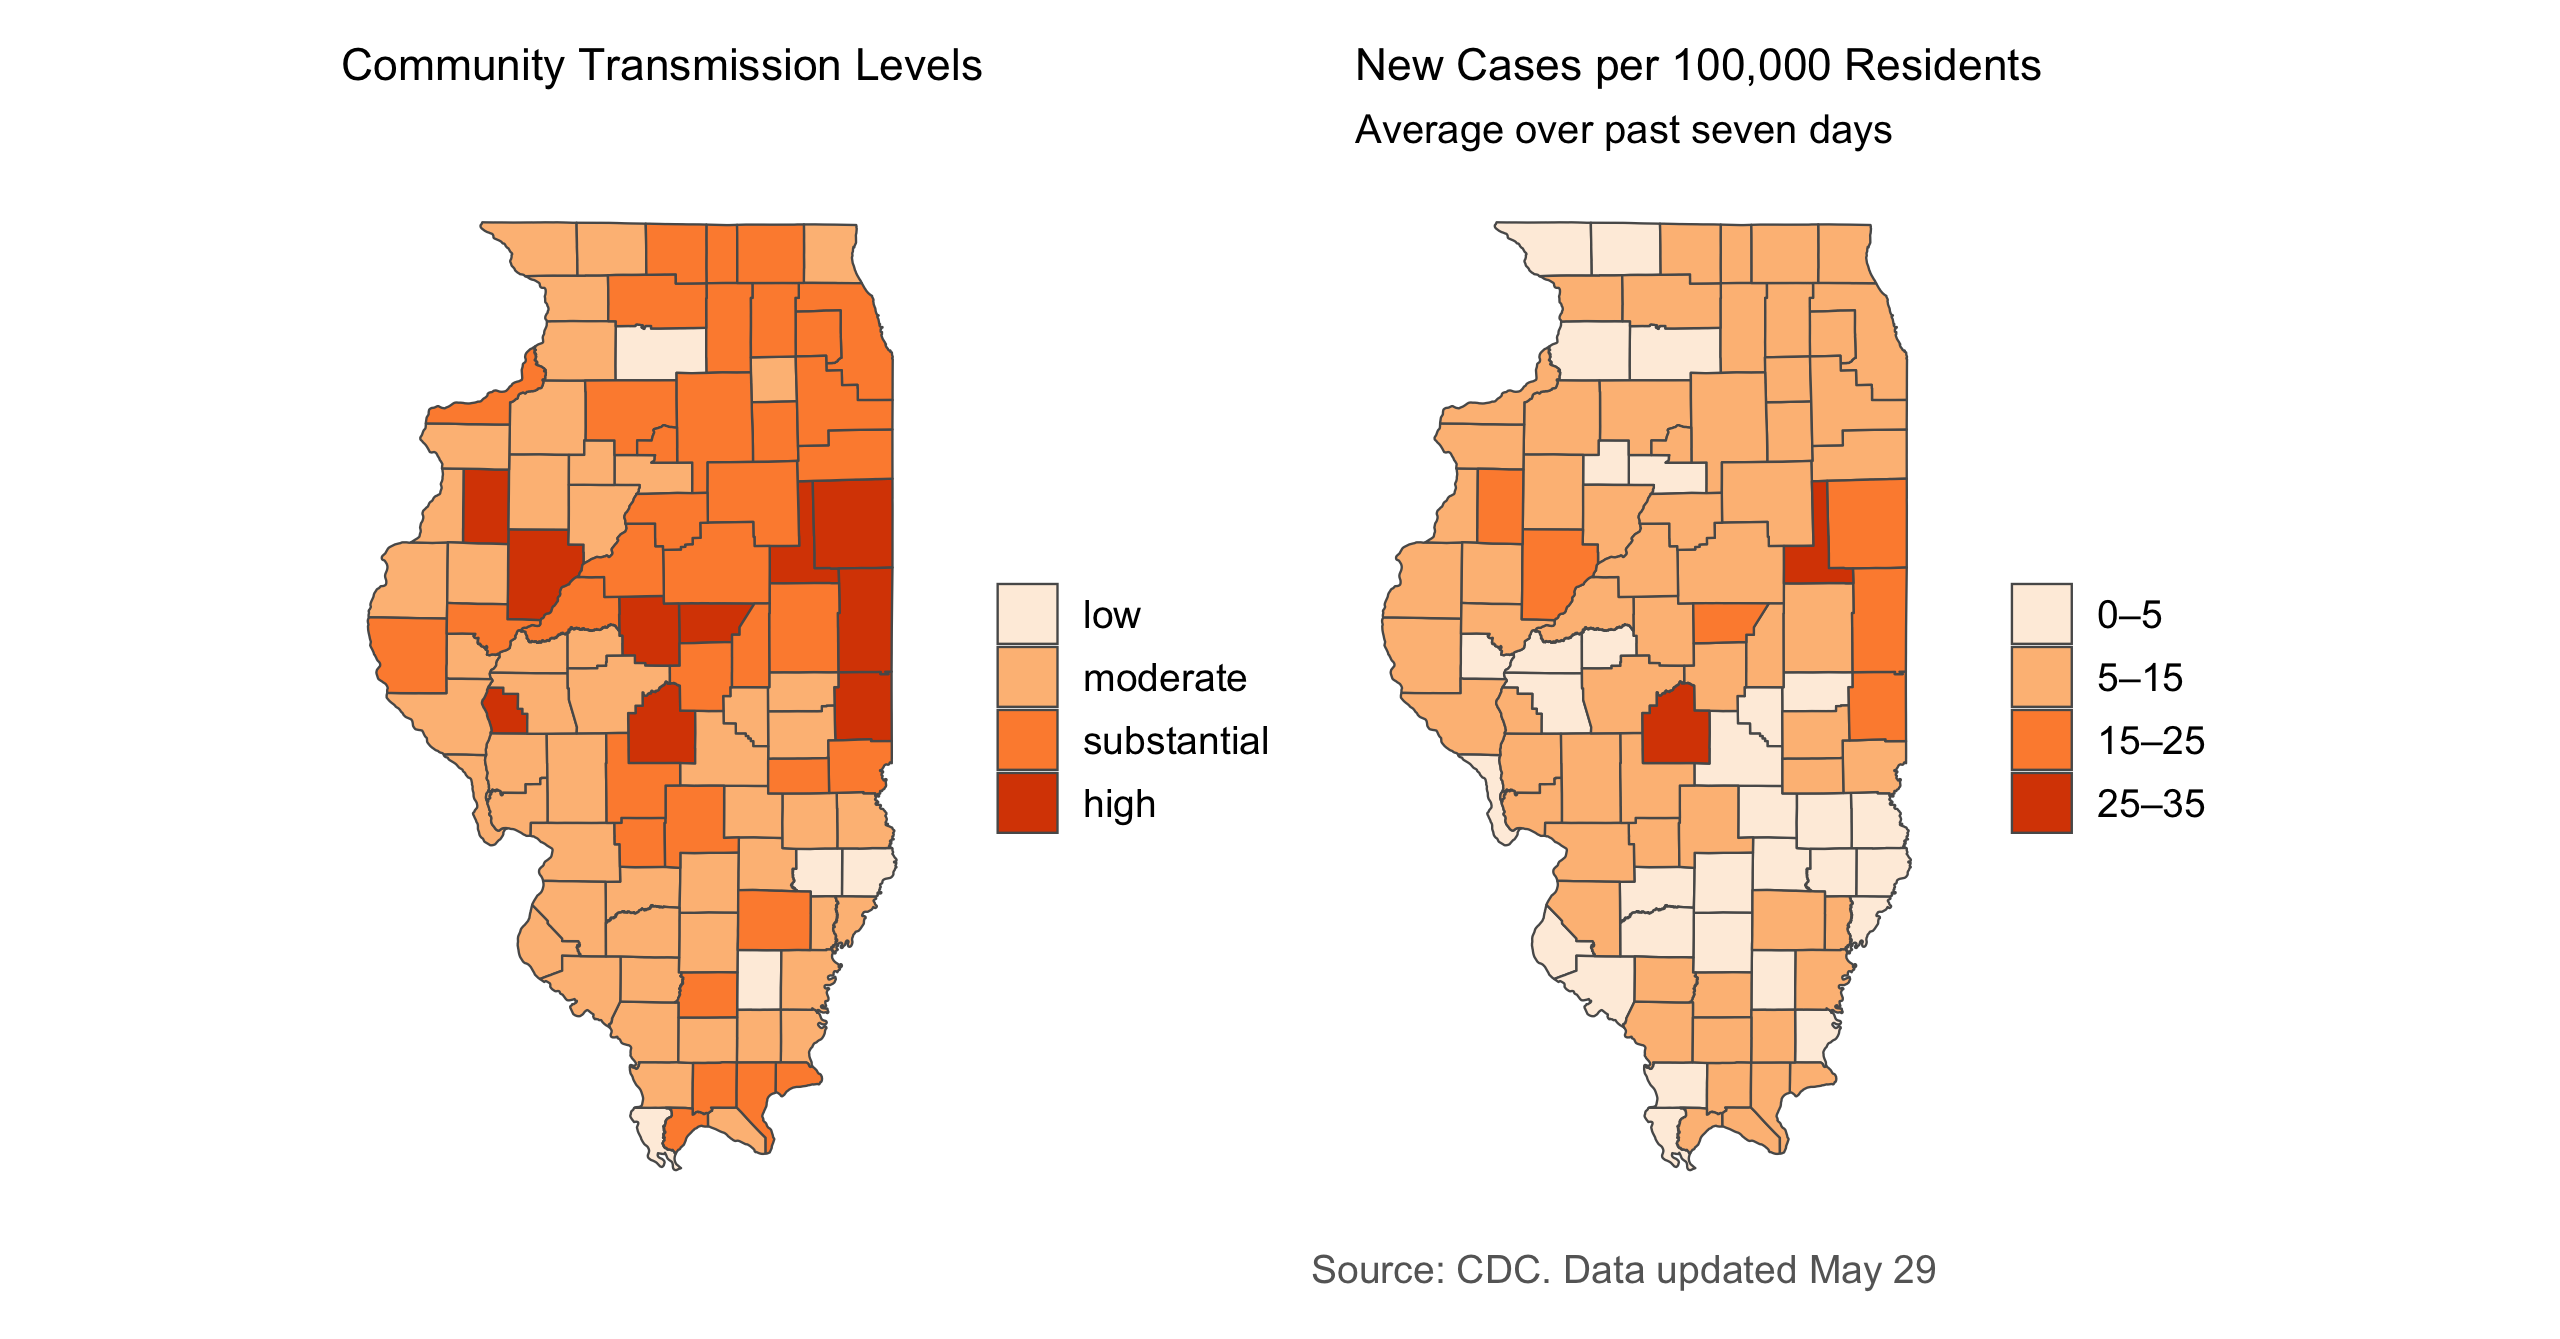 Community Transmission Levels
low
moderate
substantial
high
New Cases per 100,000 Residents
Average over past seven days
0–5
5–15
15–25
25–35
Source: CDC. Data updated May 29